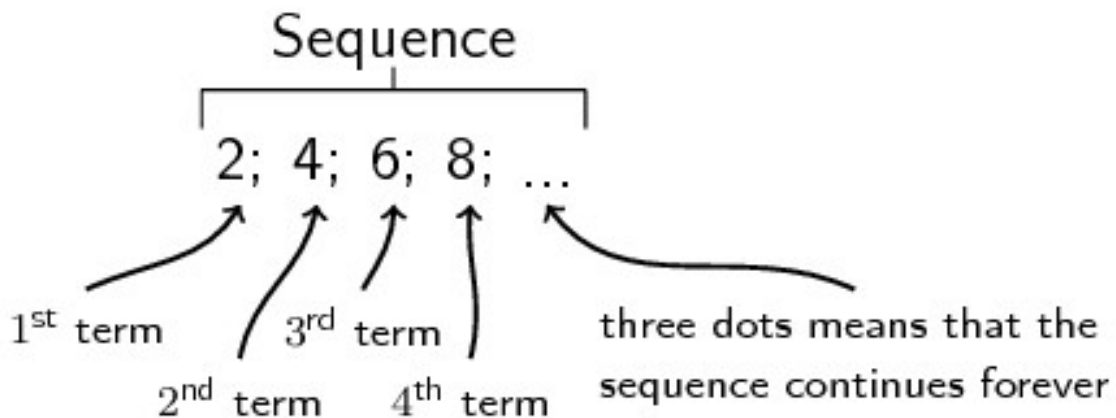 Sequence
2; 4; 6; 8; ...
1st term
3rd term
2nd term
4th term
three dots means that the
sequence continues forever